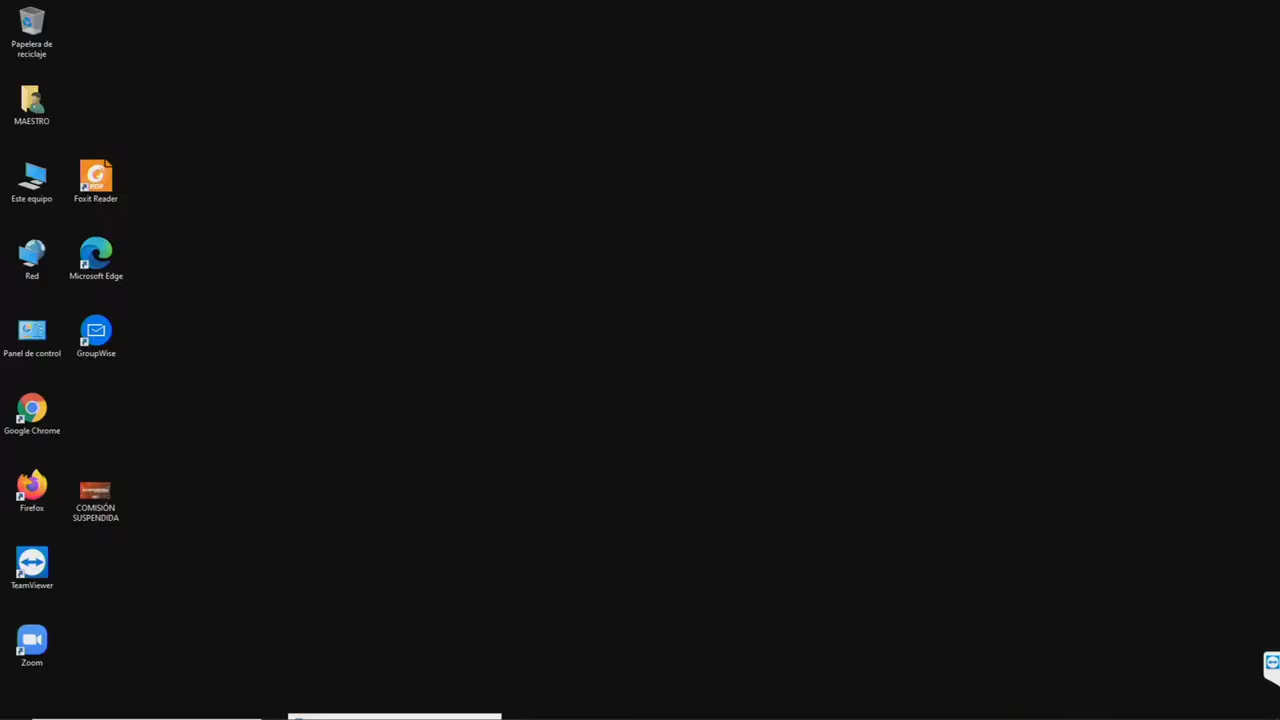 Papelera de
reciclaje
MAESTRO
Este equipo
Foxit Reader
Red
Microsoft Edge
Panel de control
GroupWise
Google Chrome
Firefox
COMISIÓN
SUSPENDIDA
TeamViewer
Zoom
PDF